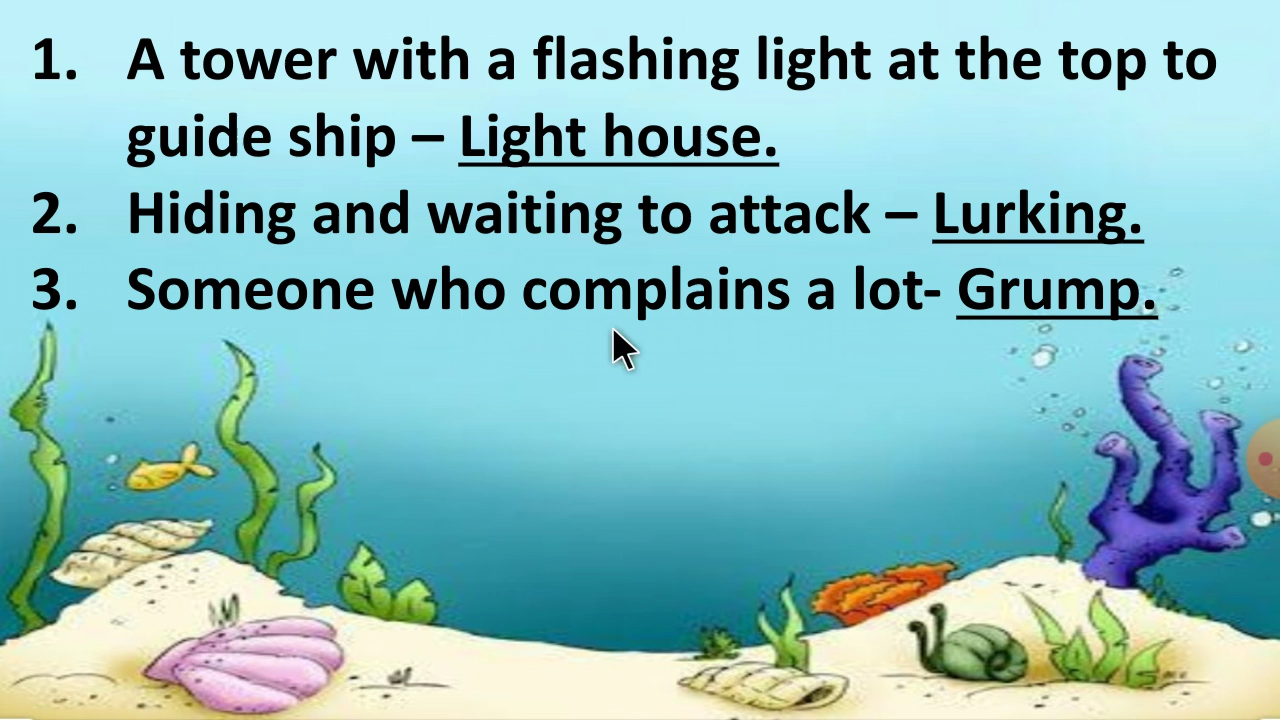 1. A tower with a flashing light at the top to
guide ship – Light house.
2. Hiding and waiting to attack – Lurking.
3. Someone who complains a lot- Grump.